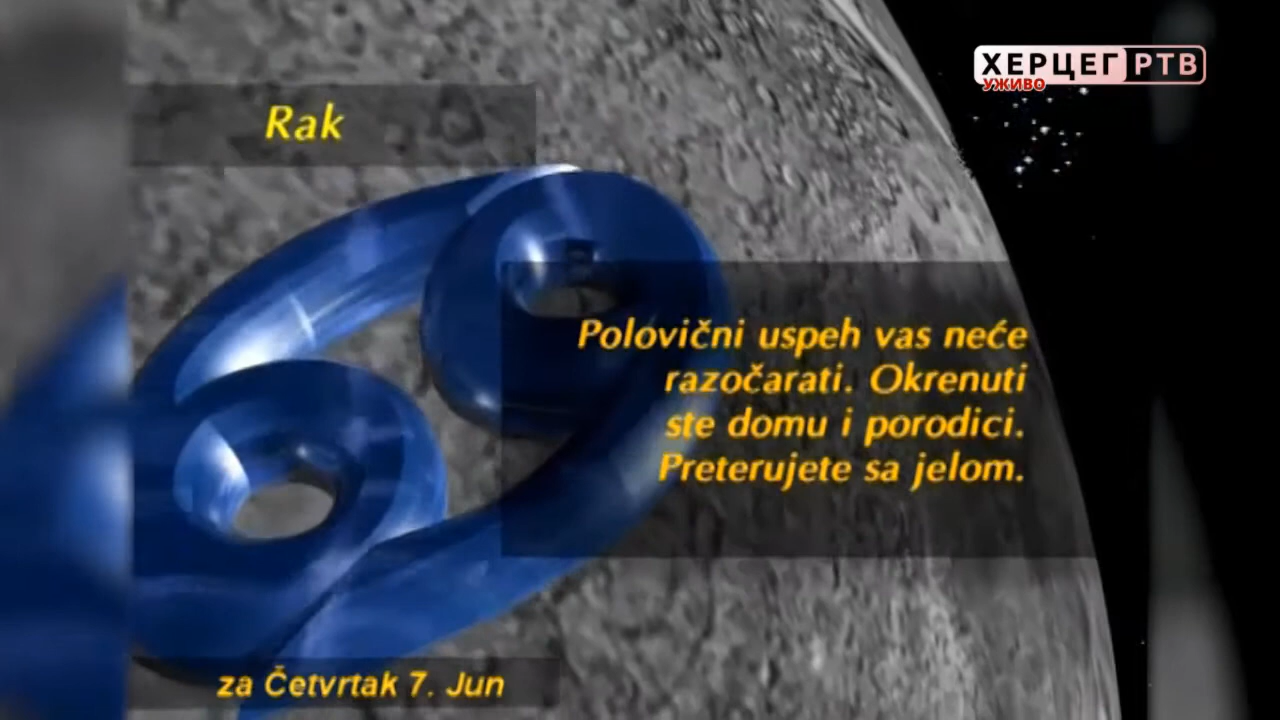 ХЕРЦЕГ РТВ
УЖИВО
Rak
Polovični uspeh vas neće
razočarati. Okrenuti
ste domu i porodici.
Preterujete sa jelom.
za Četvrtak 7. Jun